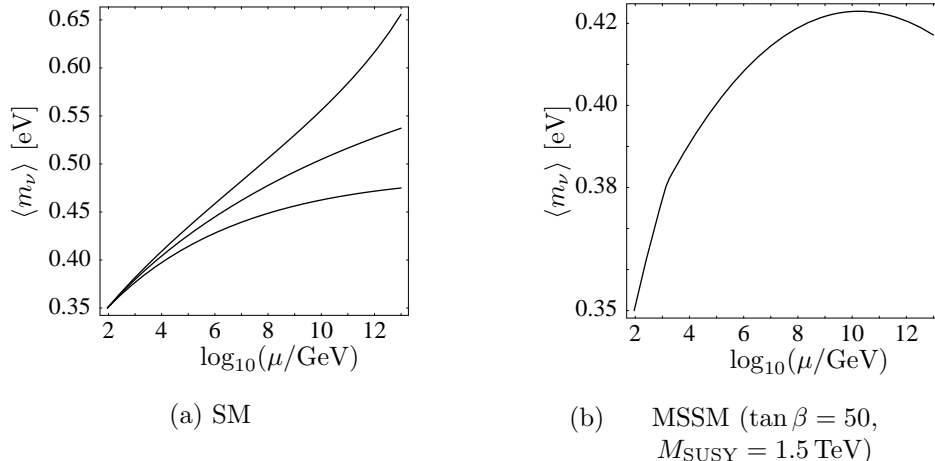 0.65
0.60
0.55
0.50
0.45
0.40
0.35
⟨m_ν⟩ [eV]
2 4 6 8 10 12
log₁₀(μ/GeV)
(a) SM
0.42
0.40
0.38
0.35
⟨m_ν⟩ [eV]
2 4 6 8 10 12
log₁₀(μ/GeV)
(b) MSSM (tan β = 50,
M_SUSY = 1.5 TeV)